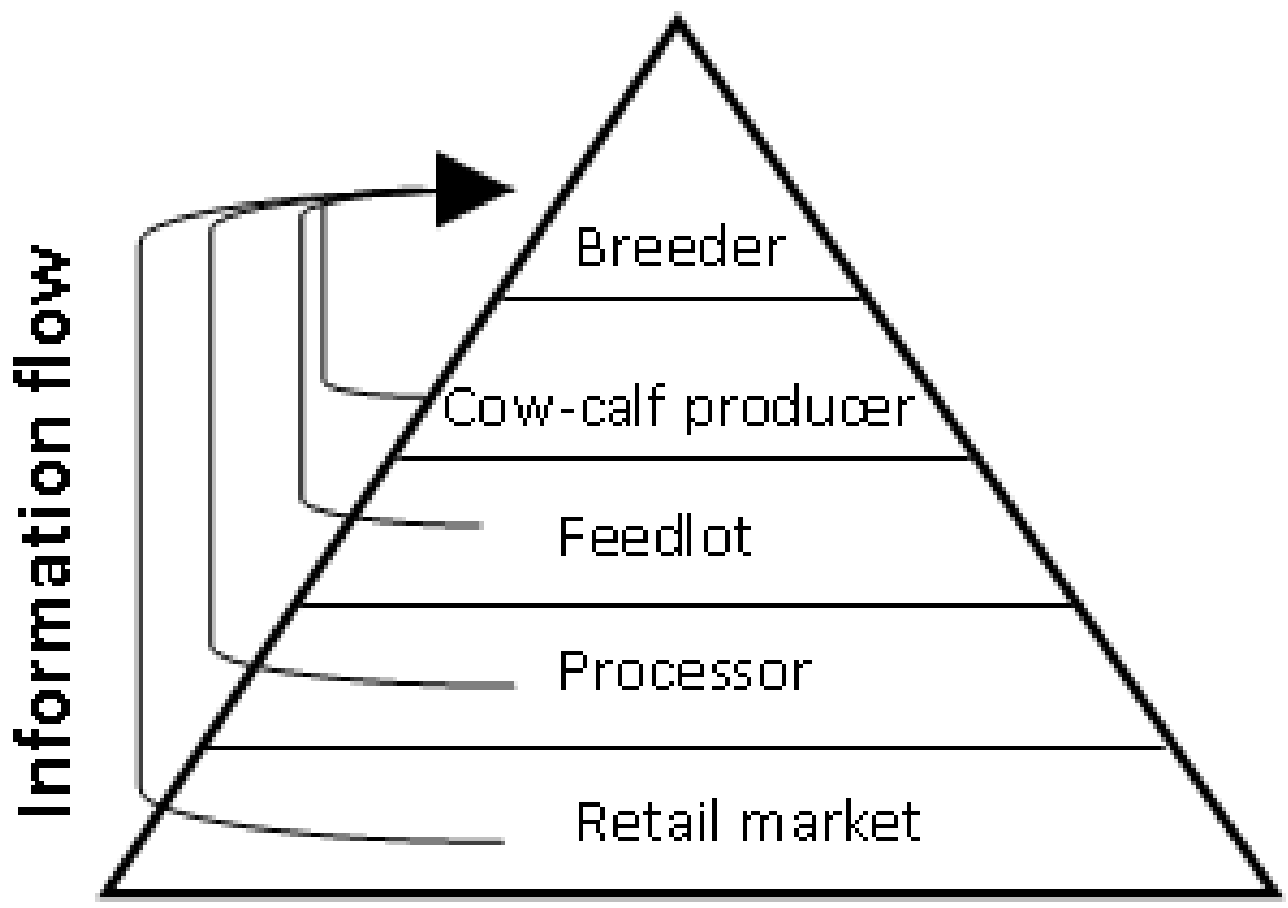 Information flow
Breeder
Cow-calf producer
Feedlot
Processor
Retail market